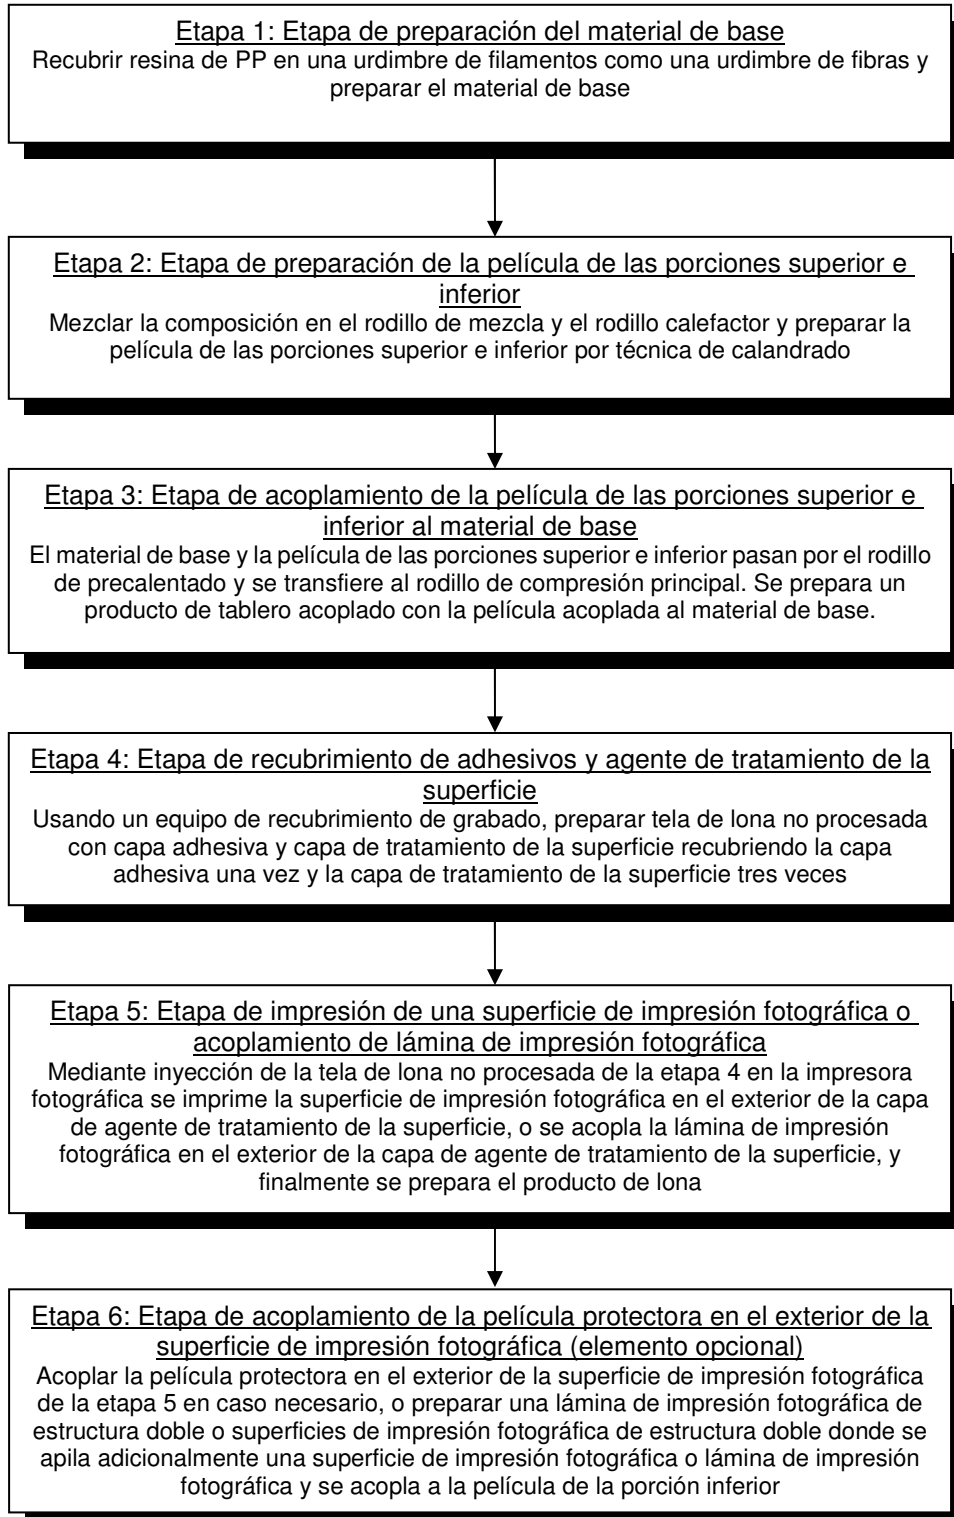 Etapa 1: Etapa de preparación del material de base
Recubrir resina de PP en una urdimbre de filamentos como una urdimbre de fibras y
preparar el material de base
Etapa 2: Etapa de preparación de la película de las porciones superior e
inferior
Mezclar la composición en el rodillo de mezcla y el rodillo calefactor y preparar la
película de las porciones superior e inferior por técnica de calandrado
Etapa 3: Etapa de acoplamiento de la película de las porciones superior e
inferior al material de base
El material de base y la película de las porciones superior e inferior pasan por el rodillo
de precalentado y se transfiere al rodillo de compresión principal. Se prepara un
producto de tablero acoplado con la película acoplada al material de base.
Etapa 4: Etapa de recubrimiento de adhesivos y agente de tratamiento de la
superficie
Usando un equipo de recubrimiento de grabado, preparar tela de lona no procesada
con capa adhesiva y capa de tratamiento de la superficie recubriendo la capa
adhesiva una vez y la capa de tratamiento de la superficie tres veces
Etapa 5: Etapa de impresión de una superficie de impresión fotográfica o
acoplamiento de lámina de impresión fotográfica
Mediante inyección de la tela de lona no procesada de la etapa 4 en la impresora
fotográfica se imprime la superficie de impresión fotográfica en el exterior de la capa
de agente de tratamiento de la superficie, o se acopla la lámina de impresión
fotográfica en el exterior de la capa de agente de tratamiento de la superficie, y
finalmente se prepara el producto de lona
Etapa 6: Etapa de acoplamiento de la película protectora en el exterior de la
superficie de impresión fotográfica (elemento opcional)
Acoplar la película protectora en el exterior de la superficie de impresión fotográfica
de la etapa 5 en caso necesario, o preparar una lámina de impresión fotográfica de
estructura doble o superficies de impresión fotográfica de estructura doble donde se
apila adicionalmente una superficie de impresión fotográfica o lámina de impresión
fotográfica y se acopla a la película de la porción inferior